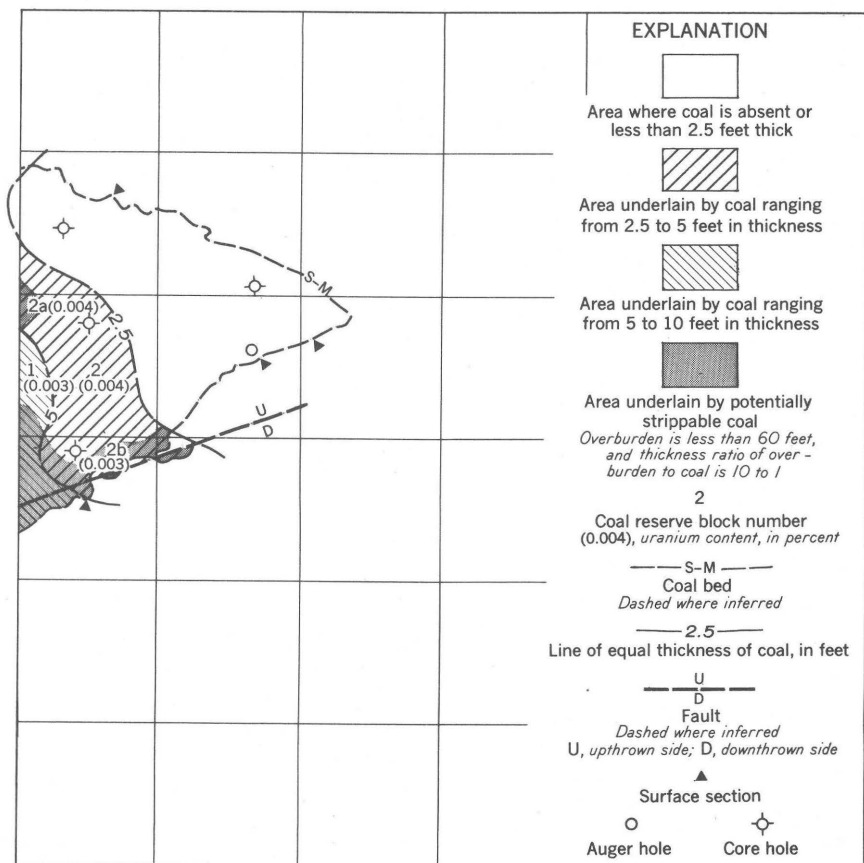 EXPLANATION
Area where coal is absent or
less than 2.5 feet thick
Area underlain by coal ranging
from 2.5 to 5 feet in thickness
Area underlain by coal ranging
from 5 to 10 feet in thickness
Area underlain by potentially
strippable coal
Overburden is less than 60 feet,
and thickness ratio of over-
burden to coal is 10 to 1
2
Coal reserve block number
(0.004), uranium content, in percent
S-M
Coal bed
Dashed where inferred
2.5
Line of equal thickness of coal, in feet
U
D
Fault
Dashed where inferred
U, upthrown side; D, downthrown side
Surface section
Auger hole
Core hole
S-M
2a(0.004)
2.5
1
(0.003)
2
(0.004)
5
U
D
2b
(0.003)